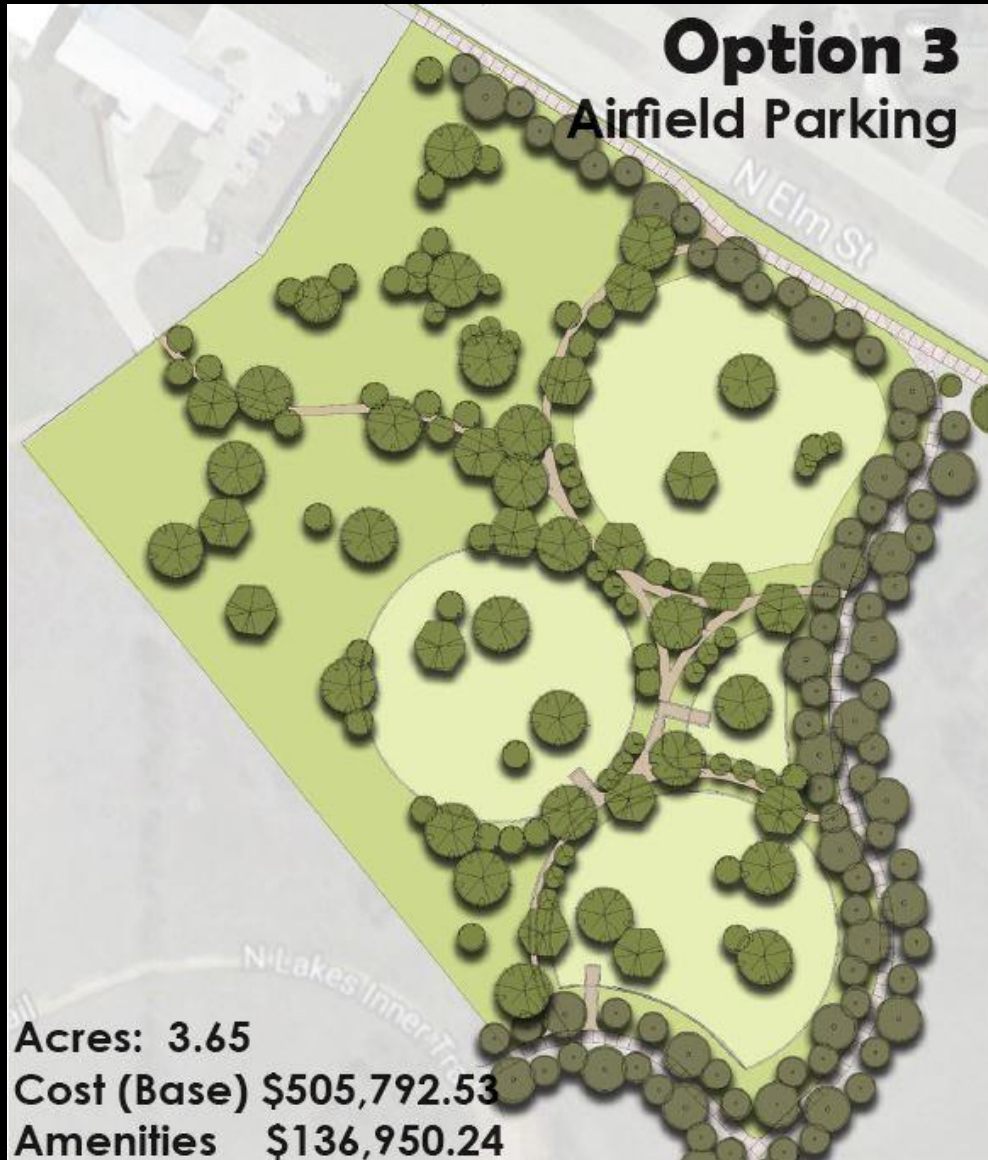 Option 3
Airfield Parking
N Elm St
N Lakes Inner Tra
Acres: 3.65
Cost (Base) $505,792.53
Amenities $136,950.24